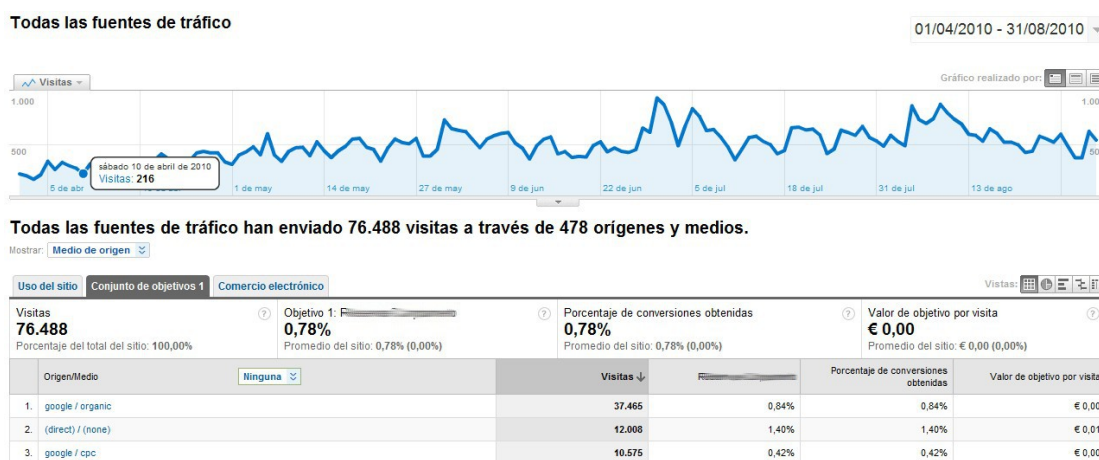 Todas las fuentes de tráfico
01/04/2010 - 31/08/2010
Visitas
Gráfico realizado por:
1.000
1.00
500
50
sábado 10 de abril de 2010
Visitas: 216
5 de abr
1 de may
14 de may
27 de may
9 de jun
22 de jun
5 de jul
18 de jul
31 de jul
13 de ago
Todas las fuentes de tráfico han enviado 76.488 visitas a través de 478 orígenes y medios.
Mostrar: Medio de origen
Uso del sitio Conjunto de objetivos 1 Comercio electrónico
Vistas:
Visitas
76.488
Porcentaje del total del sitio: 100,00%
Objetivo 1:
0,78%
Promedio del sitio: 0,78% (0,00%)
Porcentaje de conversiones obtenidas
0,78%
Promedio del sitio: 0,78% (0,00%)
Valor de objetivo por visita
€ 0,00
Promedio del sitio: € 0,00 (0,00%)
Origen/Medio Ninguna Visitas Porcentaje de conversiones obtenidas Valor de objetivo por visita
1. google / organic 37.465 0,84% 0,84% € 0,00
2. (direct) / (none) 12.008 1,40% 1,40% € 0,01
3. google / cpc 10.575 0,42% 0,42% € 0,00